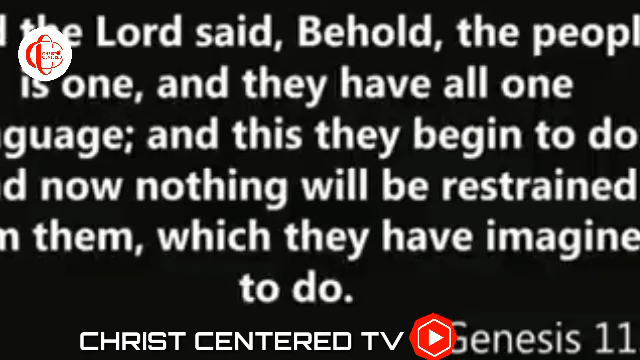 the Lord said, Behold, the peopl
is one, and they have all one
guage; and this they begin to do
d now nothing will be restrained
m them, which they have imagine
to do.
CHRIST CENTERED TV
Genesis 11